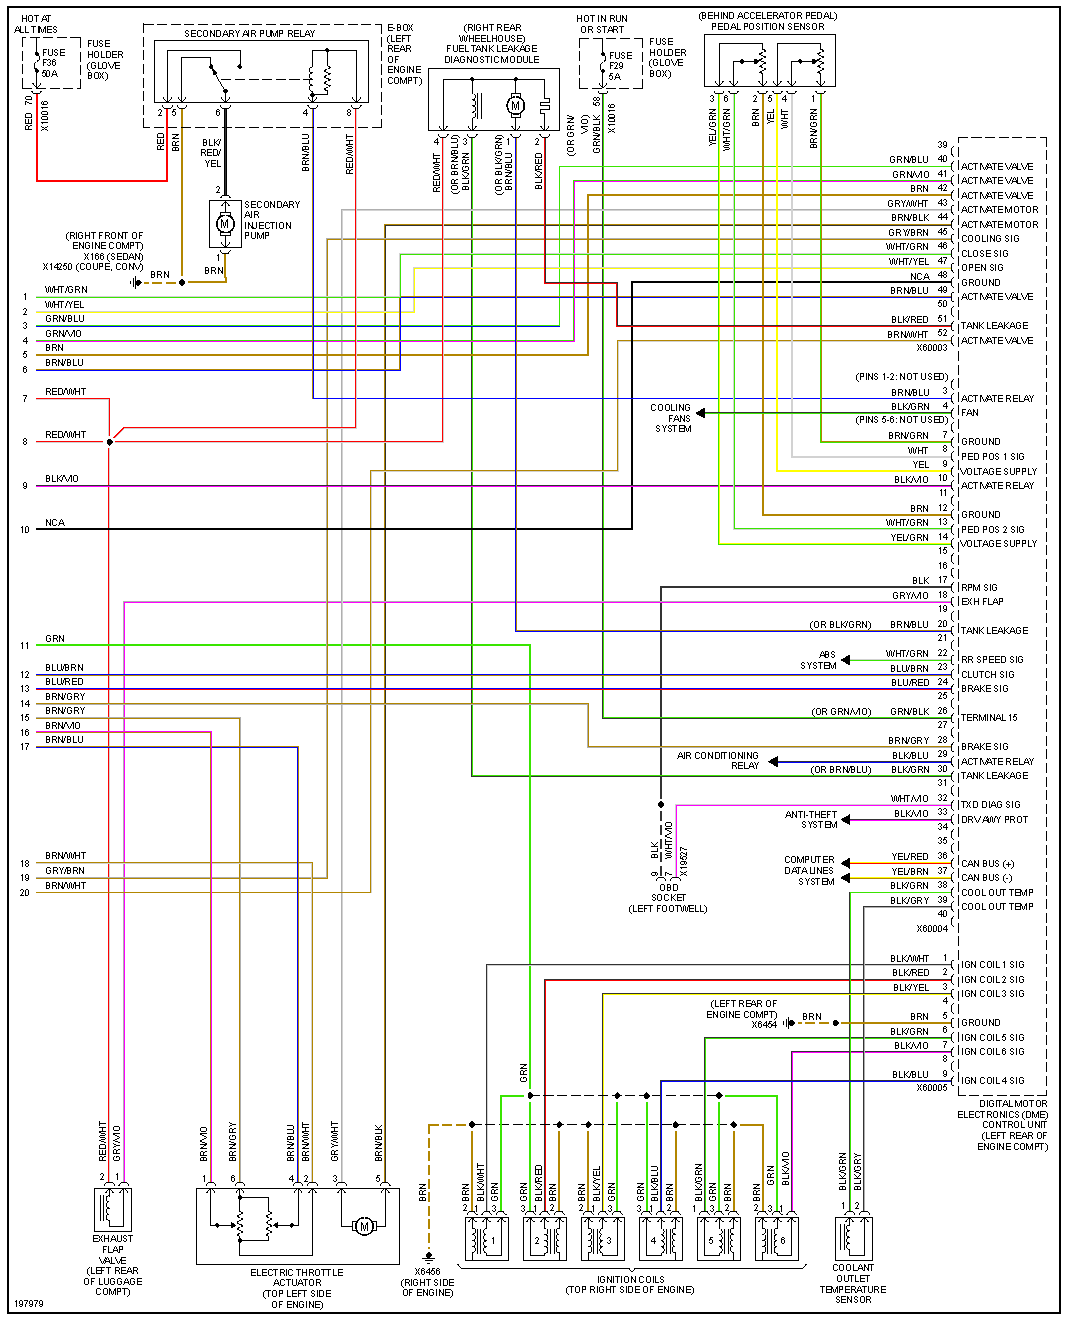 HOT AT
ALL TIMES
FUSE
F36
50A
FUSE
HOLDER
(GLOVE
BOX)
RED 70
X10016
SECONDARY AIR PUMP RELAY
E-BOX
(LEFT
REAR
OF
ENGINE
COMPT)
2 5 6 4 8
RED
BRN
BLK/
RED/
YEL
BRN/BLU
RED/WHT
(RIGHT REAR
WHEELHOUSE)
FUEL TANK LEAKAGE
DIAGNOSTIC MODULE
M
4 3 1 2
RED/WHT
(OR BRN/BLU)
BLK/GRN
(OR BLK/GRN)
BRN/BLU
BLK/RED
HOT IN RUN
OR START
FUSE
F29
5A
FUSE
HOLDER
(GLOVE
BOX)
58
X10016
(OR GRN/
VIO)
GRN/BLK
(BEHIND ACCELERATOR PEDAL)
PEDAL POSITION SENSOR
3 6 2 5 4 1
YEL/GRN
WHT/GRN
BRN
YEL
WHT
BRN/GRN
2
M
1
SECONDARY
AIR
INJECTION
PUMP
BRN
(RIGHT FRONT OF
ENGINE COMPT)
X166 (SEDAN)
X14250 (COUPE, CONV)
BRN
1 WHT/GRN
2 WHT/YEL
3 GRN/BLU
4 GRN/VIO
5 BRN
6 BRN/BLU
7 RED/WHT
8 RED/WHT
9 BLK/VIO
10 NCA
11 GRN
12 BLU/BRN
13 BLU/RED
14 BRN/GRY
15 BRN/GRY
16 BRN/VIO
17 BRN/BLU
18 BRN/WHT
19 GRY/BRN
20 BRN/WHT
39
GRN/BLU 40 ACTIVATE VALVE
GRN/VIO 41 ACTIVATE VALVE
BRN 42 ACTIVATE VALVE
GRY/WHT 43 ACTIVATE MOTOR
BRN/BLK 44 ACTIVATE MOTOR
GRY/BRN 45 COOLING SIG
WHT/GRN 46 CLOSE SIG
WHT/YEL 47 OPEN SIG
NCA 48 GROUND
BRN/BLU 49 ACTIVATE VALVE
50
BLK/RED 51 TANK LEAKAGE
BRN/WHT 52 ACTIVATE VALVE
X60003
(PINS 1-2: NOT USED)
BRN/BLU 3 ACTIVATE RELAY
COOLING
FANS
SYSTEM
BLK/GRN 4 FAN
(PINS 5-6: NOT USED)
BRN/GRN 7 GROUND
WHT 8 PED POS 1 SIG
YEL 9 VOLTAGE SUPPLY
BLK/VIO 10 ACTIVATE RELAY
11
BRN 12 GROUND
WHT/GRN 13 PED POS 2 SIG
YEL/GRN 14 VOLTAGE SUPPLY
15
16
BLK 17 RPM SIG
GRY/VIO 18 EXH FLAP
19
(OR BLK/GRN) BRN/BLU 20 TANK LEAKAGE
21
ABS
SYSTEM
WHT/GRN 22 RR SPEED SIG
BLU/BRN 23 CLUTCH SIG
BLU/RED 24 BRAKE SIG
25
(OR GRN/VIO) GRN/BLK 26 TERMINAL 15
27
BRN/GRY 28 BRAKE SIG
AIR CONDITIONING
RELAY
BLK/BLU 29 ACTIVATE RELAY
(OR BRN/BLU) BLK/GRN 30 TANK LEAKAGE
31
WHT/VIO 32 TXD DIAG SIG
ANTI-THEFT
SYSTEM
BLK/VIO 33 DRV/AWY PROT
34
35
COMPUTER
DATA LINES
SYSTEM
YEL/RED 36 CAN BUS (+)
YEL/BRN 37 CAN BUS (-)
BLK/GRN 38 COOL OUT TEMP
BLK/GRY 39 COOL OUT TEMP
40
X60004
BLK
WHT/VIO
9 7
X19527
OBD
SOCKET
(LEFT FOOTWELL)
BLK/WHT 1 IGN COIL 1 SIG
BLK/RED 2 IGN COIL 2 SIG
BLK/YEL 3 IGN COIL 3 SIG
4
(LEFT REAR OF
ENGINE COMPT)
X6454
BRN
BRN 5 GROUND
BLK/GRN 6 IGN COIL 5 SIG
BLK/VIO 7 IGN COIL 6 SIG
8
BLK/BLU 9 IGN COIL 4 SIG
X60005
DIGITAL MOTOR
ELECTRONICS (DME)
CONTROL UNIT
(LEFT REAR OF
ENGINE COMPT)
RED/WHT
GRY/VIO
2 1
EXHAUST
FLAP
VALVE
(LEFT REAR
OF LUGGAGE
COMPT)
BRN/VIO
BRN/GRY
BRN/BLU
BRN/WHT
GRY/WHT
BRN/BLK
1 6 4 2 3 5
M
ELECTRIC THROTTLE
ACTUATOR
(TOP LEFT SIDE
OF ENGINE)
BRN
X6456
(RIGHT SIDE
OF ENGINE)
GRN
BRN
BLK/WHT
GRN
2 1 3
1
GRN
BLK/RED
BRN
3 1 2
2
BRN
BLK/YEL
GRN
2 1 3
3
GRN
BLK/BLU
BRN
3 1 2
4
BLK/GRN
GRN
BRN
1 3 2
5
BRN
GRN
BLK/VIO
2 3 1
6
IGNITION COILS
(TOP RIGHT SIDE OF ENGINE)
BLK/GRN
BLK/GRY
1 2
COOLANT
OUTLET
TEMPERATURE
SENSOR
197979